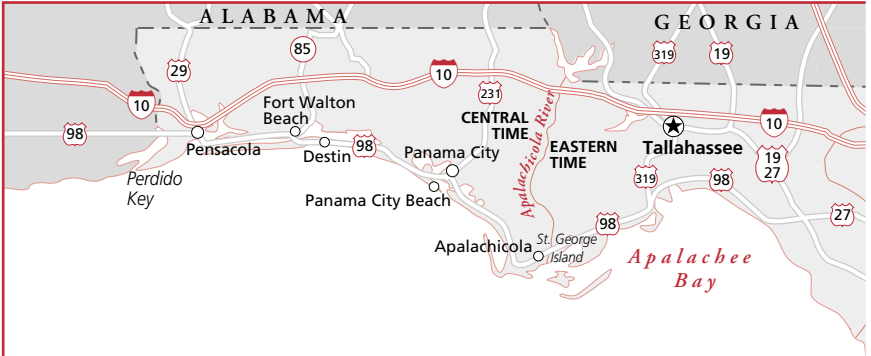 ALABAMA
GEORGIA
85
319
19
29
10
10
231
Fort Walton
Beach
CENTRAL
TIME
Apalachicola River
10
98
Pensacola
Destin
98
Panama City
EASTERN
TIME
Tallahassee
19
27
Perdido
Key
Panama City Beach
319
98
27
98
Apalachicola
St. George
Island
Apalachee
Bay